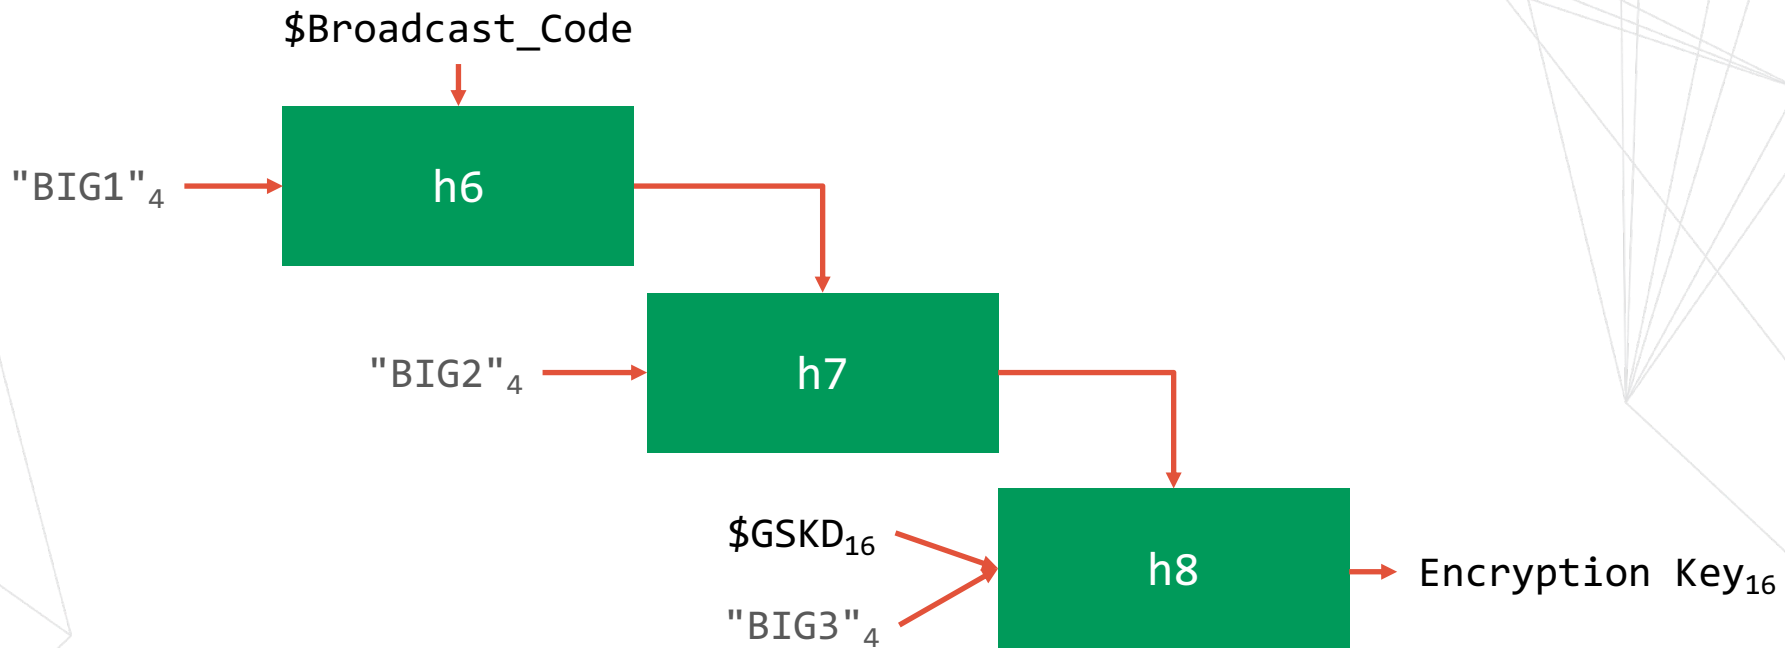 $Broadcast_Code
"BIG1"4
h6
"BIG2"4
h7
$GSKD16
"BIG3"4
h8
Encryption Key16